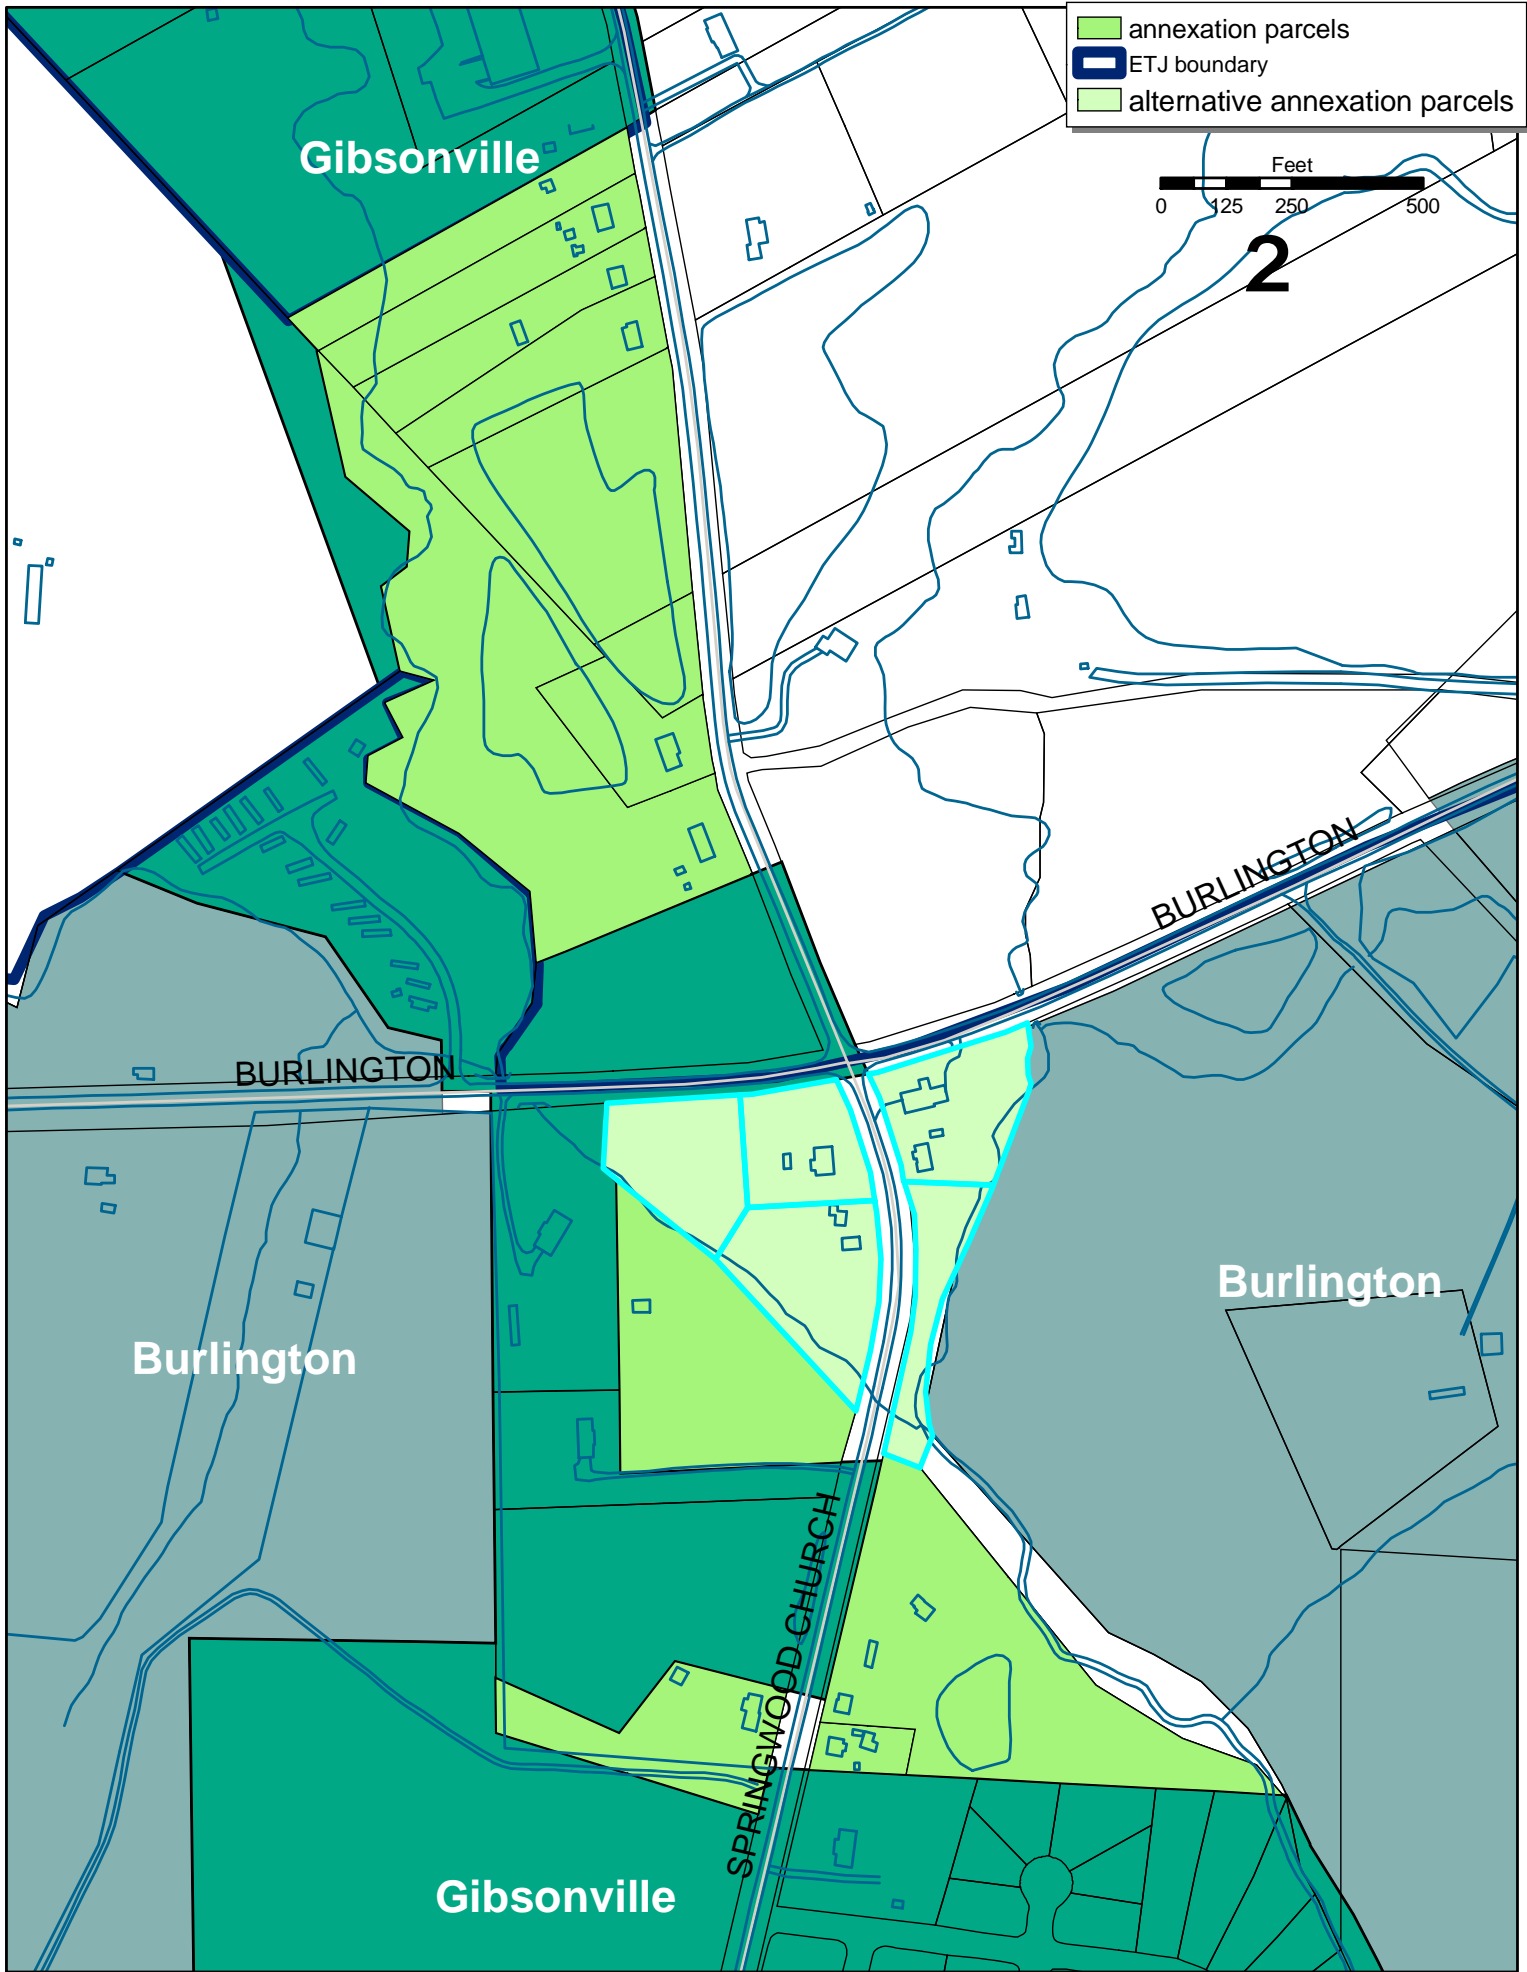 annexation parcels
ETJ boundary
alternative annexation parcels
Gibsonville
Feet
0 125 250 500
2
BURLINGTON
BURLINGTON
Burlington
Burlington
SPRINGWOOD CHURCH
Gibsonville